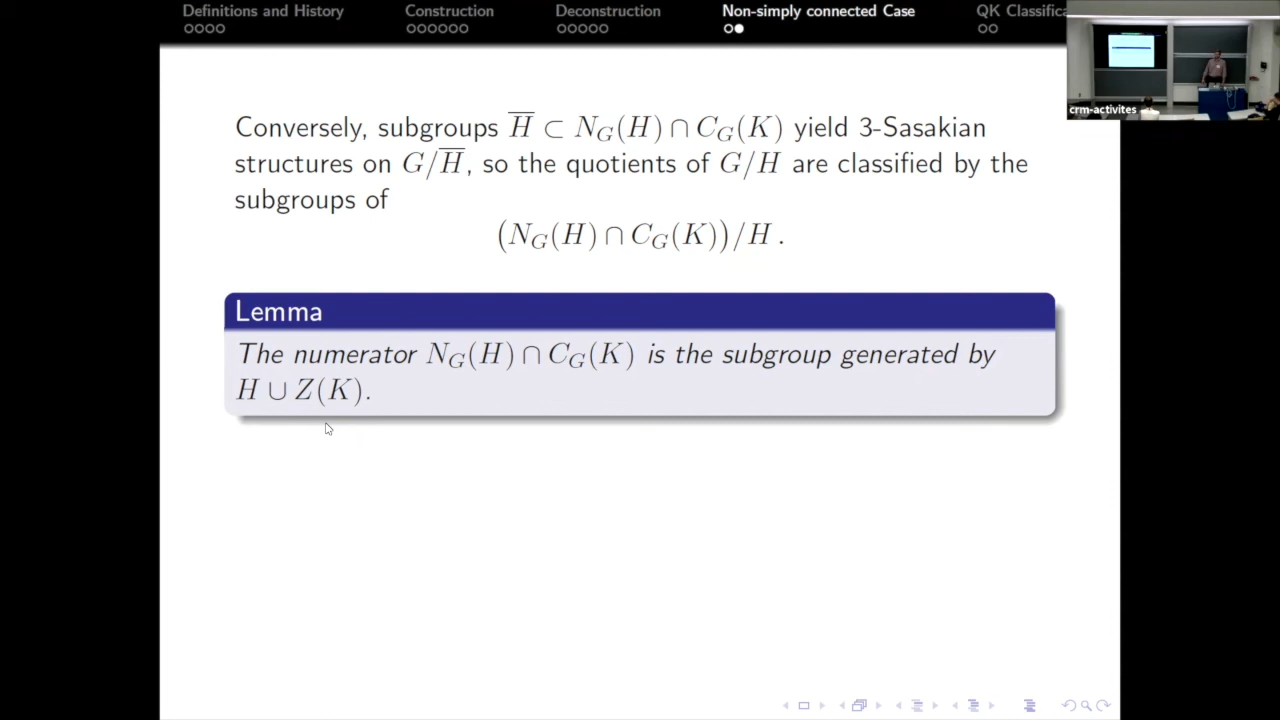 Definitions and History Construction Deconstruction Non-simply connected Case QK Classifica
crm-activites
Conversely, subgroups H̅ ⊂ N_G(H) ∩ C_G(K) yield 3-Sasakian
structures on G/H̅, so the quotients of G/H are classified by the
subgroups of
(N_G(H) ∩ C_G(K))/H .
Lemma
The numerator N_G(H) ∩ C_G(K) is the subgroup generated by
H ∪ Z(K).